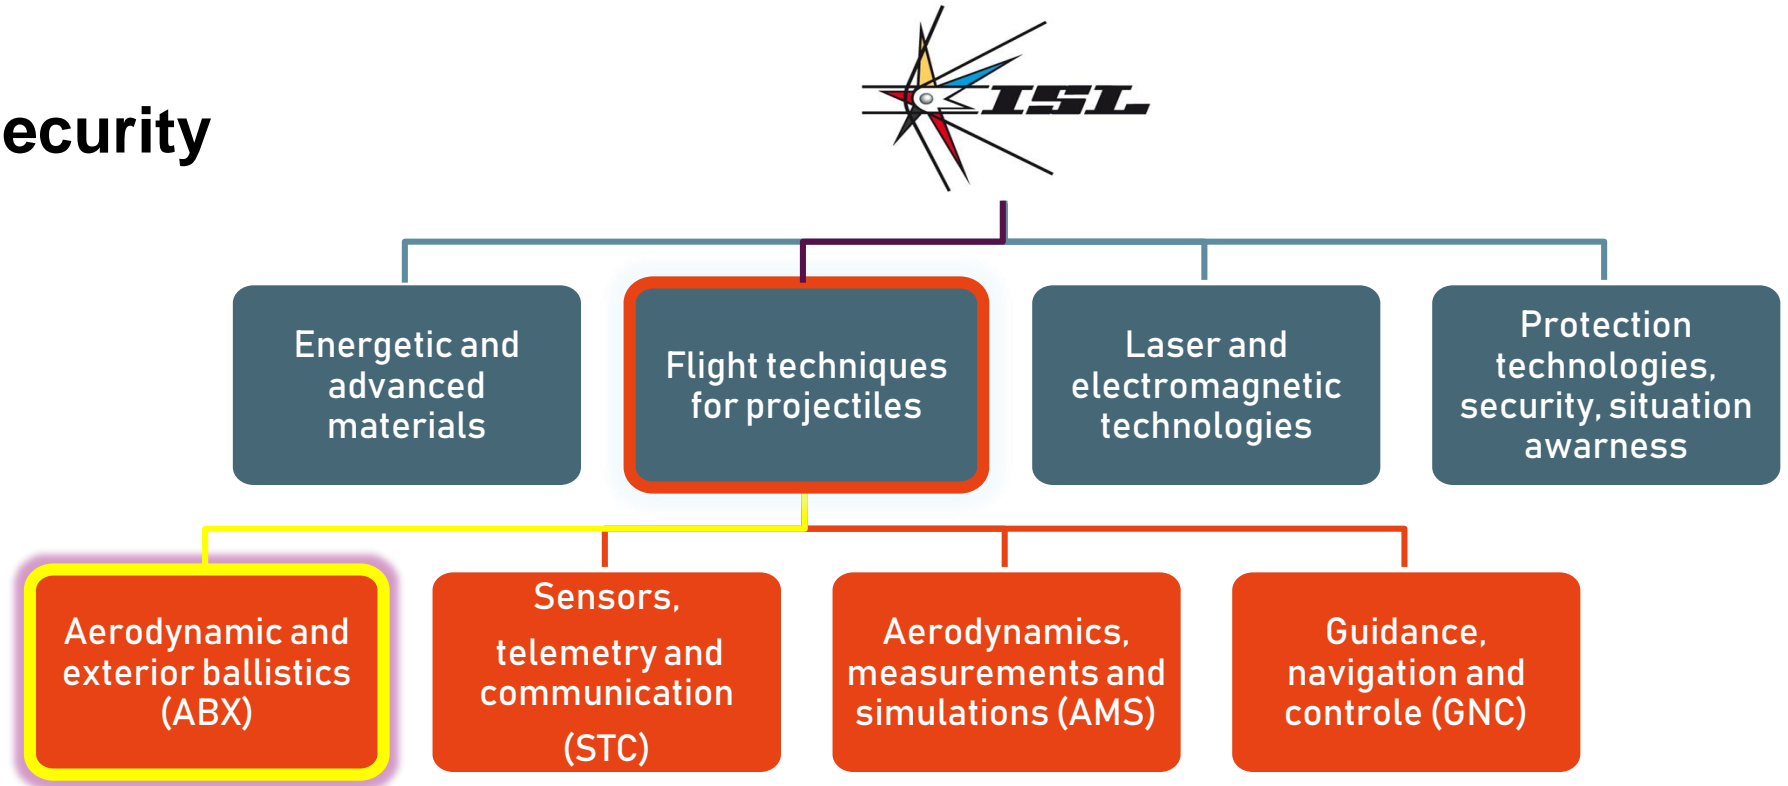 ecurity
ISL
Energetic and
advanced
materials
Flight techniques
for projectiles
Laser and
electromagnetic
technologies
Protection
technologies,
security, situation
awarness
Aerodynamic and
exterior ballistics
(ABX)
Sensors,
telemetry and
communication
(STC)
Aerodynamics,
measurements and
simulations (AMS)
Guidance,
navigation and
controle (GNC)